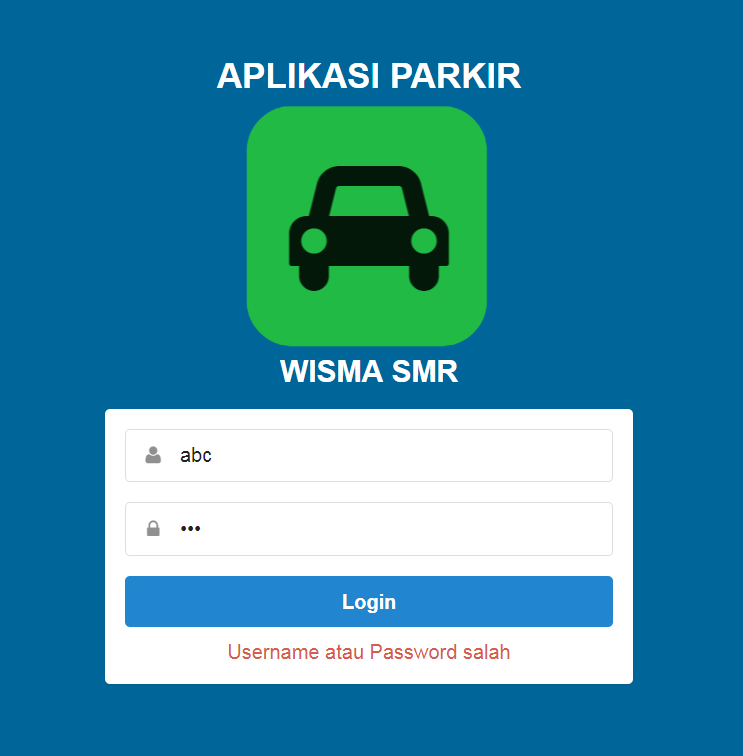 APLIKASI PARKIR
WISMA SMR
abc
•••
Login
Username atau Password salah